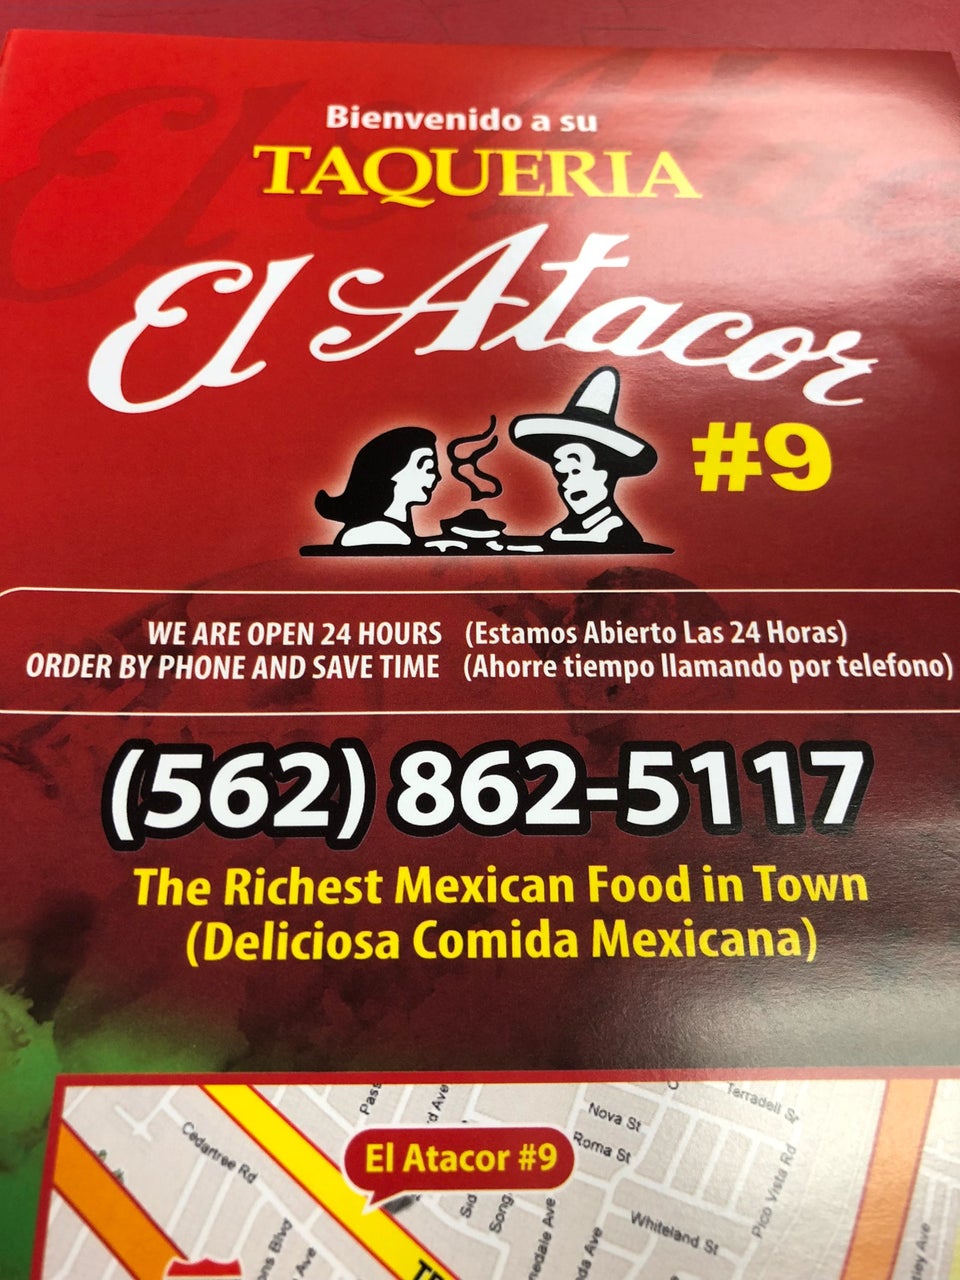 Bienvenido a su
TAQUERIA
El Atacor
#9
WE ARE OPEN 24 HOURS (Estamos Abierto Las 24 Horas)
ORDER BY PHONE AND SAVE TIME (Ahorre tiempo llamando por telefono)
(562) 862-5117
The Richest Mexican Food in Town
(Deliciosa Comida Mexicana)
Terradell St
Nova St
Cedartree Rd
El Atacor #9
Roma St
Pico Vista Rd
Whiteland St